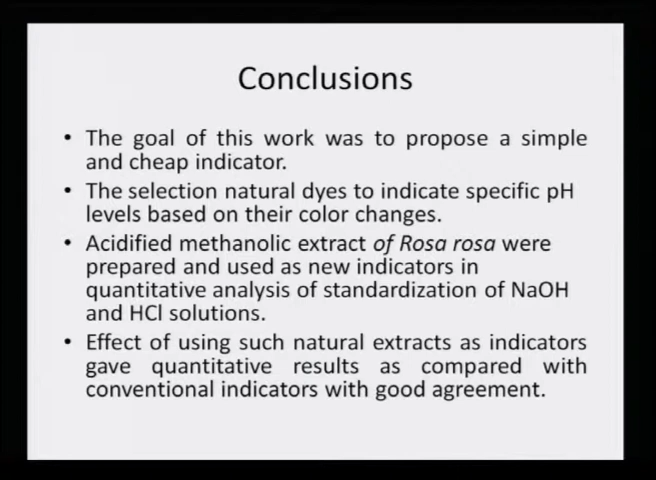 Conclusions
• The goal of this work was to propose a simple
and cheap indicator.
• The selection natural dyes to indicate specific pH
levels based on their color changes.
• Acidified methanolic extract of Rosa rosa were
prepared and used as new indicators in
quantitative analysis of standardization of NaOH
and HCl solutions.
• Effect of using such natural extracts as indicators
gave quantitative results as compared with
conventional indicators with good agreement.